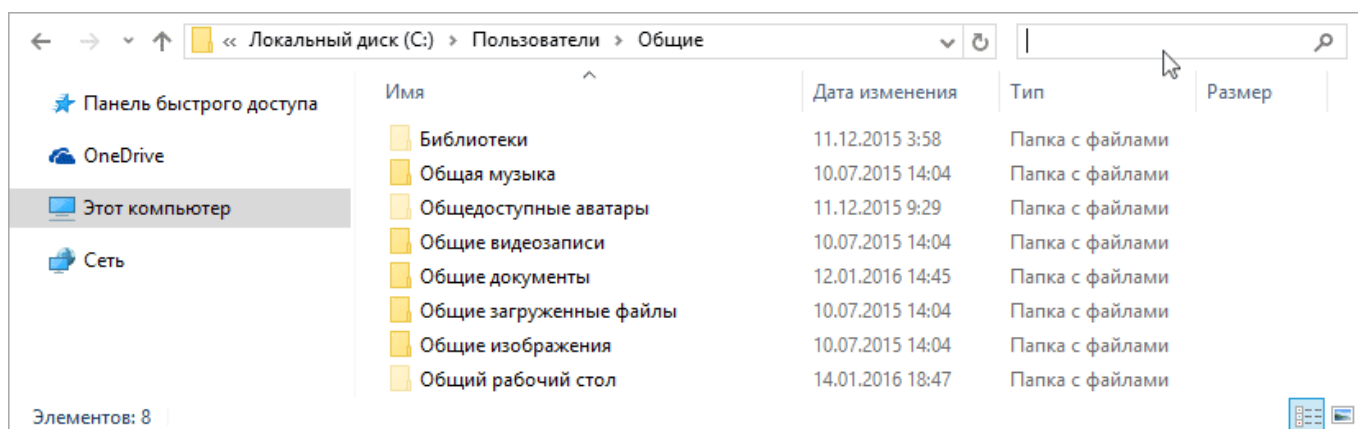 « Локальный диск (C:) › Пользователи › Общие
Панель быстрого доступа
OneDrive
Этот компьютер
Сеть
Имя Дата изменения Тип Размер
Библиотеки 11.12.2015 3:58 Папка с файлами
Общая музыка 10.07.2015 14:04 Папка с файлами
Общедоступные аватары 11.12.2015 9:29 Папка с файлами
Общие видеозаписи 10.07.2015 14:04 Папка с файлами
Общие документы 12.01.2016 14:45 Папка с файлами
Общие загруженные файлы 10.07.2015 14:04 Папка с файлами
Общие изображения 10.07.2015 14:04 Папка с файлами
Общий рабочий стол 14.01.2016 18:47 Папка с файлами
Элементов: 8